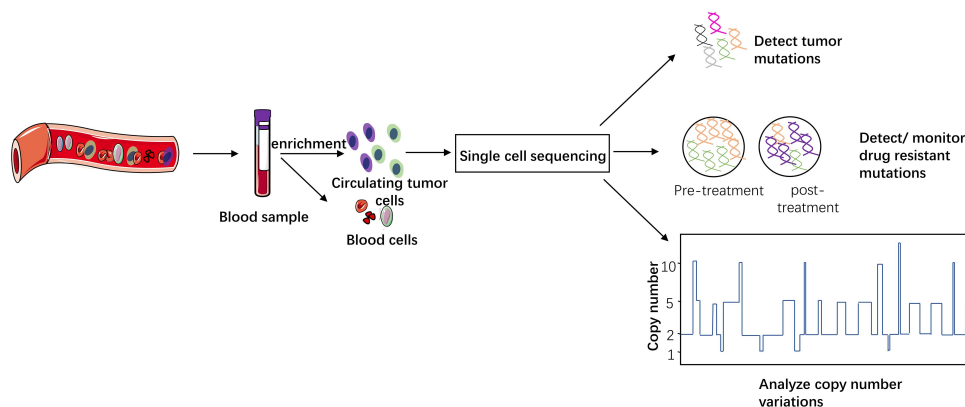 Blood sample
enrichment
Circulating tumor
cells
Blood cells
Single cell sequencing
Detect tumor
mutations
Pre-treatment
post-
treatment
Detect/ monitor
drug resistant
mutations
Copy number
10
5
2
1
Analyze copy number
variations